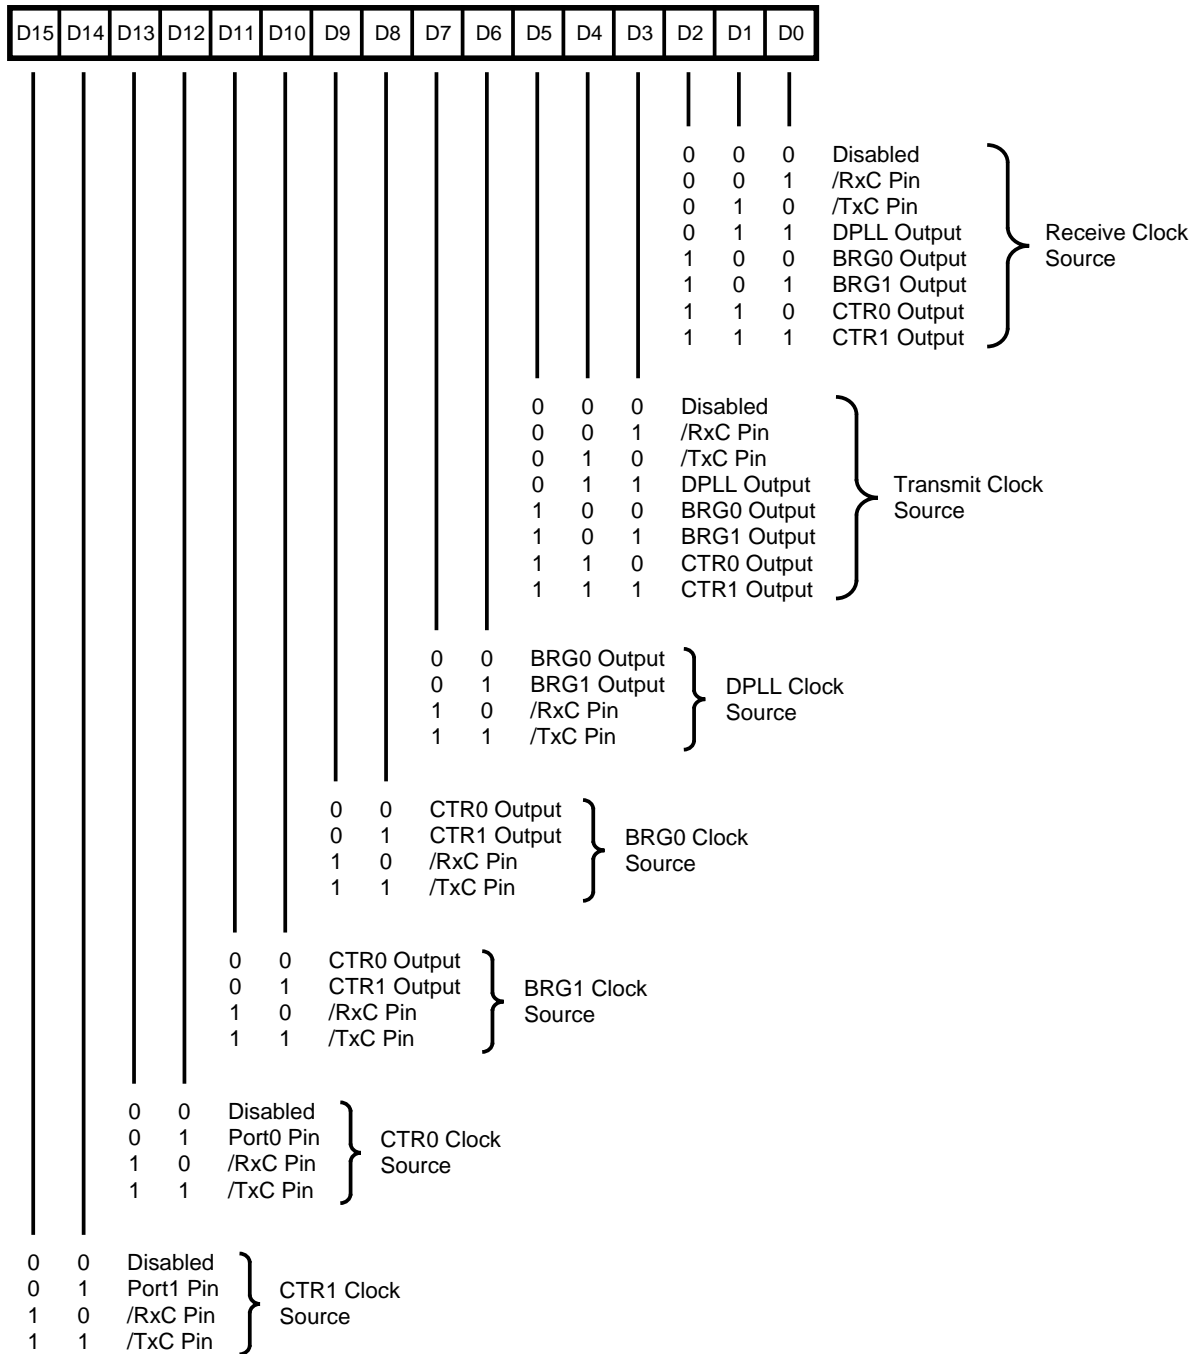 D15 D14 D13 D12 D11 D10 D9 D8 D7 D6 D5 D4 D3 D2 D1 D0
0 0 0 Disabled
0 0 1 /RxC Pin
0 1 0 /TxC Pin
0 1 1 DPLL Output
1 0 0 BRG0 Output
1 0 1 BRG1 Output
1 1 0 CTR0 Output
1 1 1 CTR1 Output
Receive Clock
Source
0 0 0 Disabled
0 0 1 /RxC Pin
0 1 0 /TxC Pin
0 1 1 DPLL Output
1 0 0 BRG0 Output
1 0 1 BRG1 Output
1 1 0 CTR0 Output
1 1 1 CTR1 Output
Transmit Clock
Source
0 0 BRG0 Output
0 1 BRG1 Output
1 0 /RxC Pin
1 1 /TxC Pin
DPLL Clock
Source
0 0 CTR0 Output
0 1 CTR1 Output
1 0 /RxC Pin
1 1 /TxC Pin
BRG0 Clock
Source
0 0 CTR0 Output
0 1 CTR1 Output
1 0 /RxC Pin
1 1 /TxC Pin
BRG1 Clock
Source
0 0 Disabled
0 1 Port0 Pin
1 0 /RxC Pin
1 1 /TxC Pin
CTR0 Clock
Source
0 0 Disabled
0 1 Port1 Pin
1 0 /RxC Pin
1 1 /TxC Pin
CTR1 Clock
Source